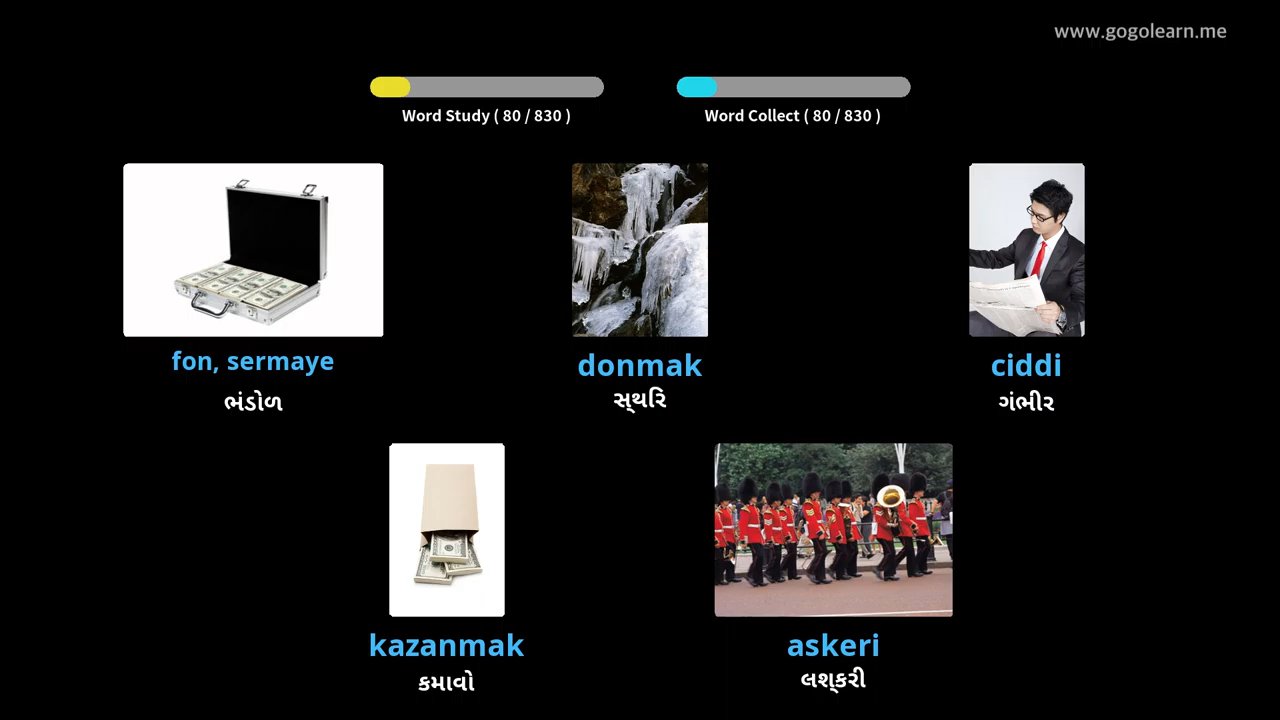 www.gogolearn.me
Word Study ( 80 / 830 )
Word Collect ( 80 / 830 )
fon, sermaye
ભંડોળ
donmak
સ્થિર
ciddi
ગંભીર
kazanmak
કમાવો
askeri
લશ્કરી